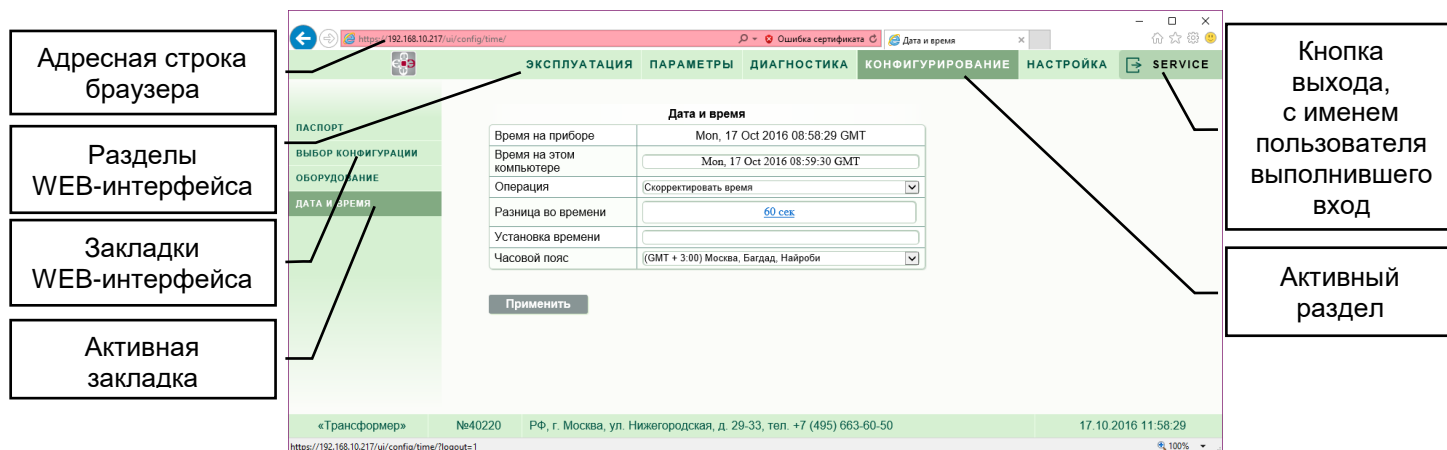 Адресная строка
браузера
Разделы
WEB-интерфейса
Закладки
WEB-интерфейса
Активная
закладка
https://192.168.10.217/ui/config/time/
Ошибка сертификата
Дата и время
ЭКСПЛУАТАЦИЯ ПАРАМЕТРЫ ДИАГНОСТИКА КОНФИГУРИРОВАНИЕ НАСТРОЙКА SERVICE
ПАСПОРТ
ВЫБОР КОНФИГУРАЦИИ
ОБОРУДОВАНИЕ
ДАТА И ВРЕМЯ
Дата и время
Время на приборе Mon, 17 Oct 2016 08:58:29 GMT
Время на этом
компьютере Mon, 17 Oct 2016 08:59:30 GMT
Операция Скорректировать время
Разница во времени 60 сек
Установка времени
Часовой пояс (GMT + 3:00) Москва, Багдад, Найроби
Применить
«Трансформер» №40220 РФ, г. Москва, ул. Нижегородская, д. 29-33, тел. +7 (495) 663-60-50 17.10.2016 11:58:29
https://192.168.10.217/ui/config/time/?logout=1 100%
Кнопка
выхода,
с именем
пользователя
выполнившего
вход
Активный
раздел